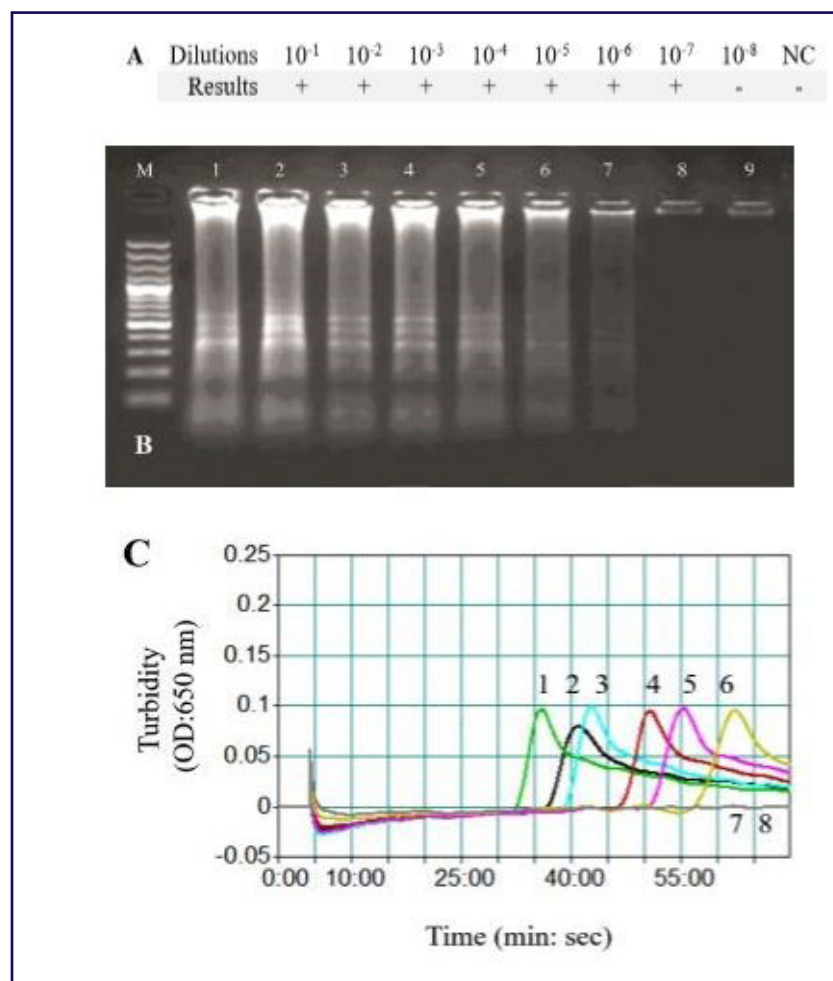 A Dilutions 10⁻¹ 10⁻² 10⁻³ 10⁻⁴ 10⁻⁵ 10⁻⁶ 10⁻⁷ 10⁻⁸ NC
Results + + + + + + + - -
M 1 2 3 4 5 6 7 8 9
B
C
0.25
0.2
0.15
0.1
0.05
0
-0.05
Turbidity
(OD:650 nm)
1 2 3 4 5 6
7 8
0:00 10:00 25:00 40:00 55:00
Time (min: sec)